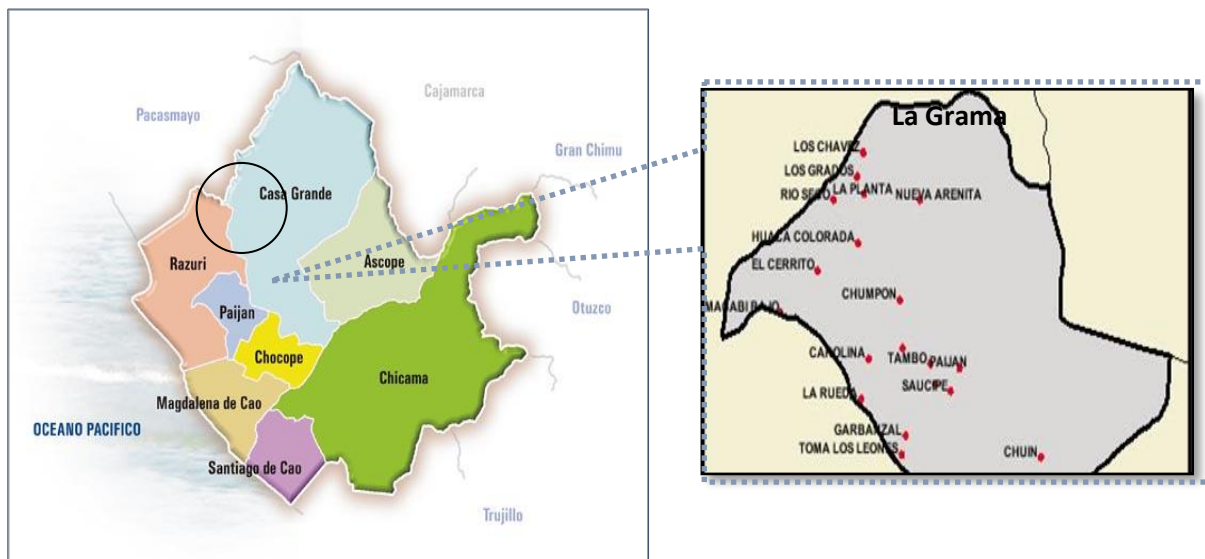 Cajamarca
Pacasmayo
Gran Chimu
Casa Grande
Razuri
Ascope
Otuzco
Paijan
Chocope
Chicama
Magdalena de Cao
OCEANO PACIFICO
Santiago de Cao
Trujillo
La Grama
LOS CHAVEZ
LOS GRADOS
RIO SECO
LA PLANTA
NUEVA ARENITA
HUACA COLORADA
EL CERRITO
CHUMPON
MACABI BAJO
CAROLINA
TAMBO
PAIJAN
SAUCIPE
LA RUEDA
GARBANZAL
TOMA LOS LEONES
CHUIN